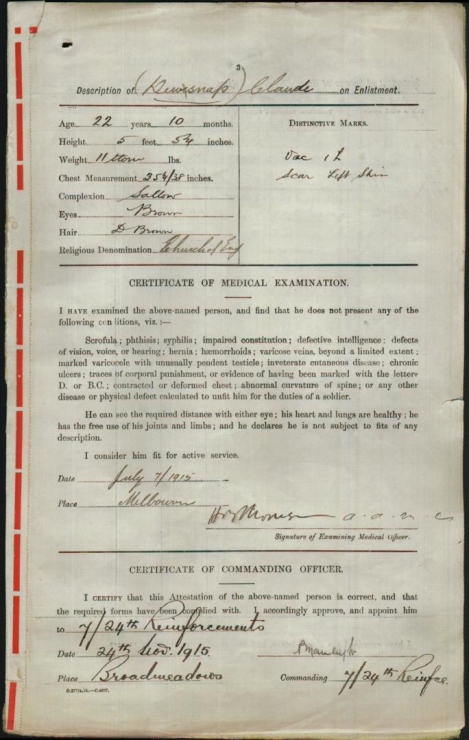 3
Description of (Dewsnap) Claude on Enlistment.
Age 22 years 10 months.
Height 5 feet 5¾ inches.
Weight 11 stone lbs.
Chest Measurement inches.
Complexion Sallow
Eyes Brown
Hair D Brown
Religious Denomination Church of Eng
DISTINCTIVE MARKS.
Vac 1 L
Scar Left Shin
CERTIFICATE OF MEDICAL EXAMINATION.
I HAVE examined the above-named person, and find that he does not present any of the
following conditions, viz.:—
Scrofula; phthisis; syphilis; impaired constitution; defective intelligence; defects
of vision, voice, or hearing; hernia; hæmorrhoids; varicose veins, beyond a limited extent;
marked varicocele with unusually pendent testicle; inveterate cutaneous disease; chronic
ulcers; traces of corporal punishment, or evidence of having been marked with the letters
D. or B.C.; contracted or deformed chest; abnormal curvature of spine; or any other
disease or physical defect calculated to unfit him for the duties of a soldier.
He can see the required distance with either eye; his heart and lungs are healthy; he
has the free use of his joints and limbs; and he declares he is not subject to fits of any
description.
I consider him fit for active service.
Date July 7/1915
Place Melbourne
a.a.m.c
Signature of Examining Medical Officer.
CERTIFICATE OF COMMANDING OFFICER.
I CERTIFY that this Attestation of the above-named person is correct, and that
the required forms have been complied with. I accordingly approve, and appoint him
to 7/24th Reinforcements
Date 24th Nov. 1915
Place Broadmeadows
Commanding 7/24th Reinfce.